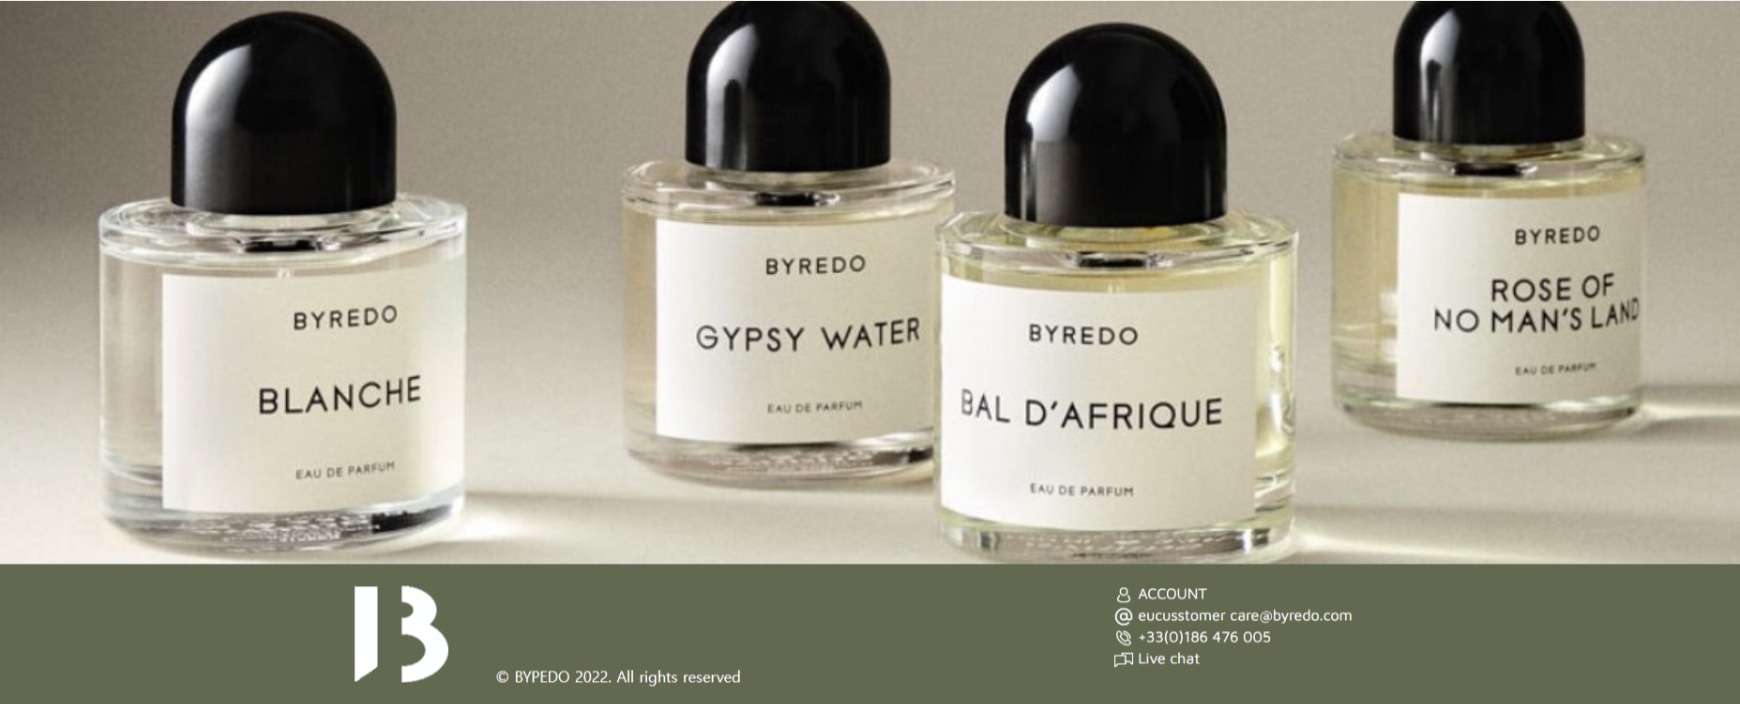 BYREDO
BLANCHE
EAU DE PARFUM
BYREDO
GYPSY WATER
EAU DE PARFUM
BYREDO
BAL D'AFRIQUE
EAU DE PARFUM
BYREDO
ROSE OF
NO MAN'S LAND
EAU DE PARFUM
B
© BYPEDO 2022. All rights reserved
ACCOUNT
@ eucusstomer care@byredo.com
+33(0)186 476 005
Live chat